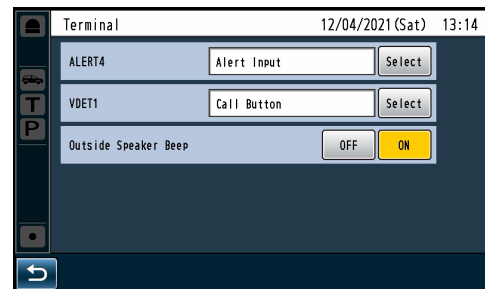 Terminal 12/04/2021(Sat) 13:14
ALERT4 Alert Input Select
T
VDET1 Call Button Select
P
Outside Speaker Beep OFF ON